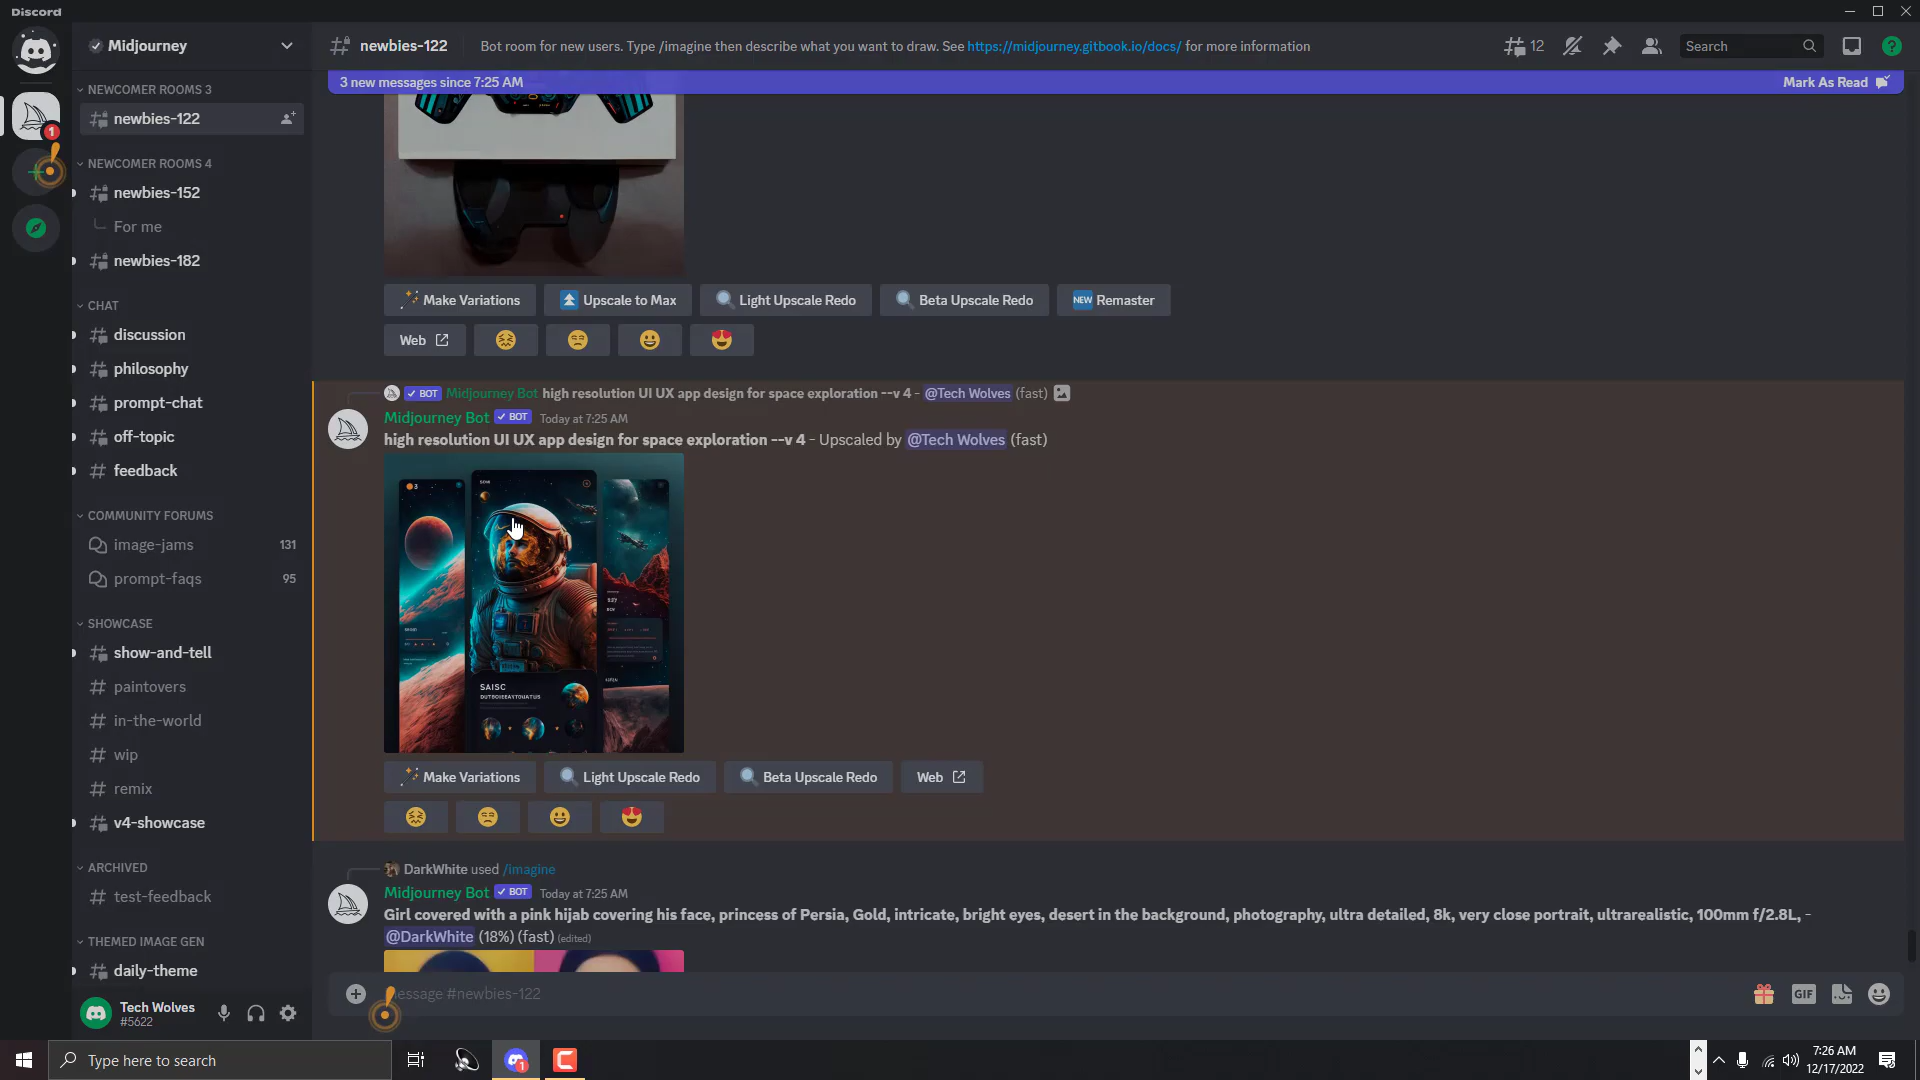 Discord
Midjourney
newbies-122
Bot room for new users. Type /imagine then describe what you want to draw. See https://midjourney.gitbook.io/docs/ for more information
12
Search
3 new messages since 7:25 AM
Mark As Read
NEWCOMER ROOMS 3
newbies-122
NEWCOMER ROOMS 4
newbies-152
For me
newbies-182
CHAT
discussion
philosophy
prompt-chat
off-topic
feedback
COMMUNITY FORUMS
image-jams 131
prompt-faqs 95
SHOWCASE
show-and-tell
paintovers
in-the-world
wip
remix
v4-showcase
ARCHIVED
test-feedback
THEMED IMAGE GEN
daily-theme
Tech Wolves
#5622
1
Make Variations
Upscale to Max
Light Upscale Redo
Beta Upscale Redo
NEW Remaster
Web
BOT Midjourney Bot high resolution UI UX app design for space exploration --v 4 - @Tech Wolves (fast)
Midjourney Bot BOT Today at 7:25 AM
high resolution UI UX app design for space exploration --v 4 - Upscaled by @Tech Wolves (fast)
SAISC
Make Variations
Light Upscale Redo
Beta Upscale Redo
Web
DarkWhite used /imagine
Midjourney Bot BOT Today at 7:25 AM
Girl covered with a pink hijab covering his face, princess of Persia, Gold, intricate, bright eyes, desert in the background, photography, ultra detailed, 8k, very close portrait, ultrarealistic, 100mm f/2.8L, -
@DarkWhite (18%) (fast) (edited)
essage #newbies-122
GIF
Type here to search
1
7:26 AM
12/17/2022